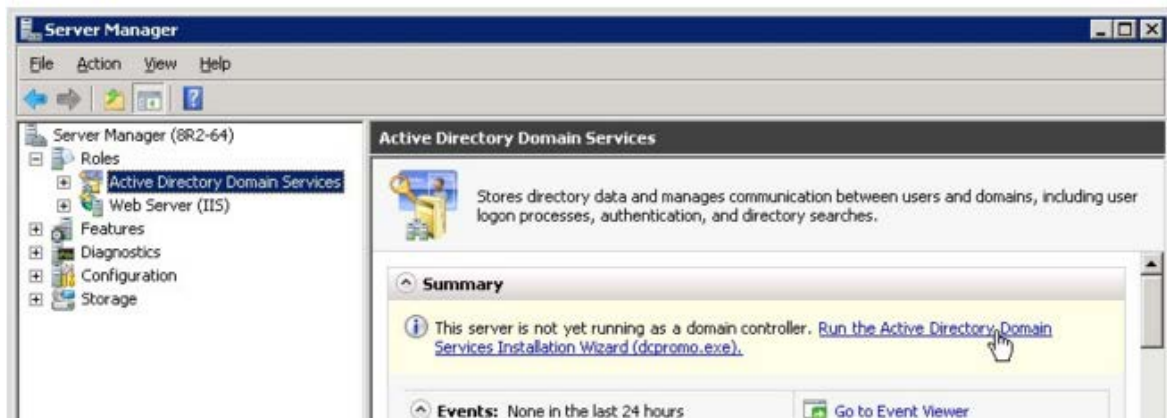 Server Manager
File Action View Help
Server Manager (8R2-64)
Roles
Active Directory Domain Services
Web Server (IIS)
Features
Diagnostics
Configuration
Storage
Active Directory Domain Services
Stores directory data and manages communication between users and domains, including user
logon processes, authentication, and directory searches.
Summary
This server is not yet running as a domain controller. Run the Active Directory Domain
Services Installation Wizard (dcpromo.exe).
Events: None in the last 24 hours
Go to Event Viewer